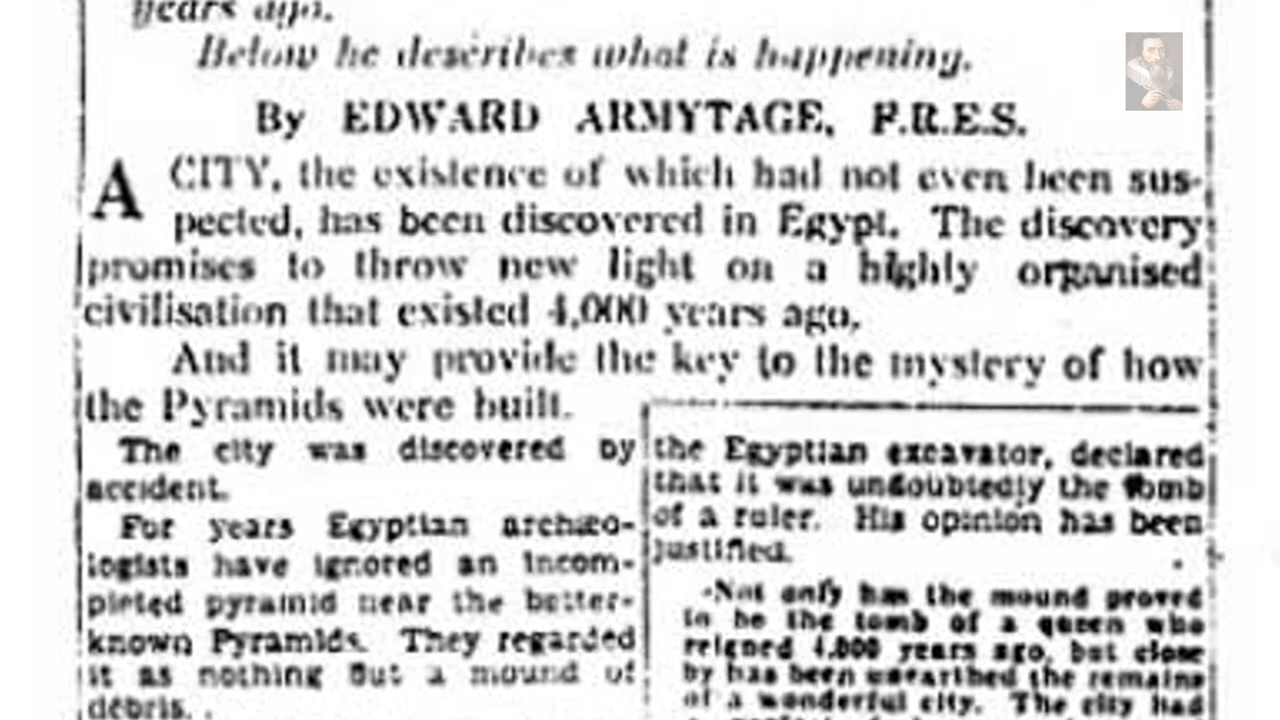 years ago.
Below he describes what is happening.
By EDWARD ARMYTAGE, F.R.E.S.
A CITY, the existence of which had not even been sus-
pected, has been discovered in Egypt. The discovery
promises to throw new light on a highly organised
civilisation that existed 4,000 years ago.
And it may provide the key to the mystery of how
the Pyramids were built.
The city was discovered by
accident.
For years Egyptian archæo-
logists have ignored an incom-
pleted pyramid near the better-
known Pyramids. They regarded
it as nothing but a mound of
débris.
the Egyptian excavator, declared
that it was undoubtedly the tomb
of a ruler. His opinion has been
justified.
Not only has the mound proved
to be the tomb of a queen who
reigned 4,000 years ago, but close
by has been unearthed the remains
of a wonderful city. The city had